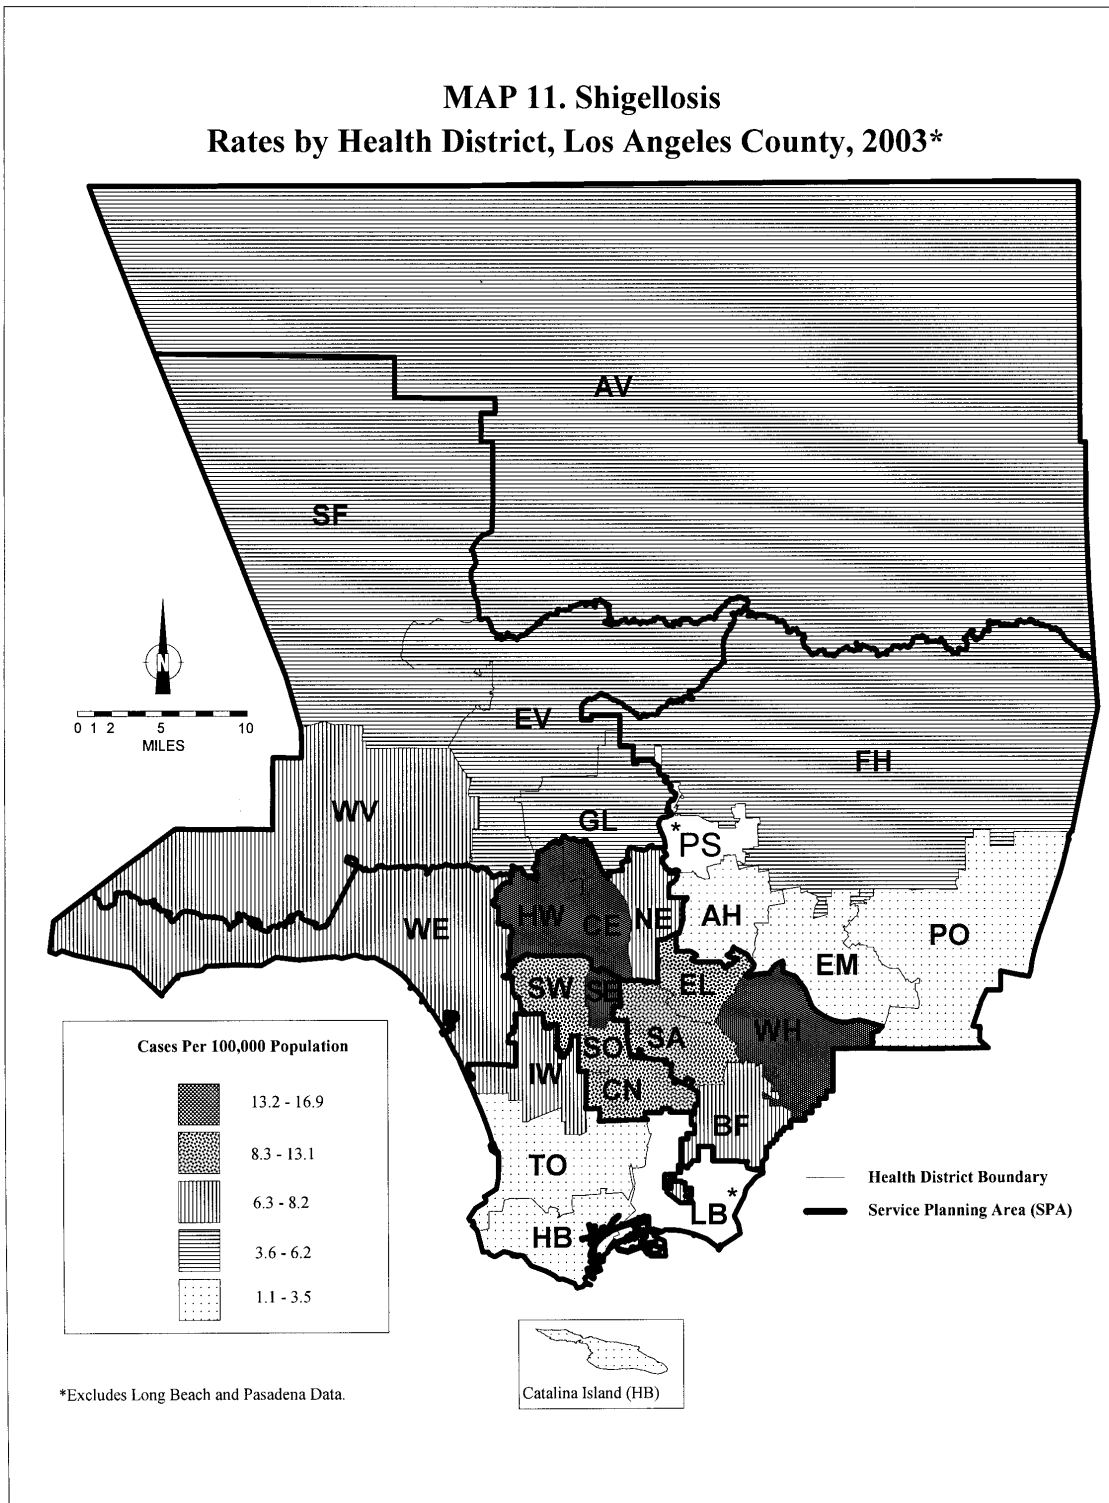 MAP 11. Shigellosis
Rates by Health District, Los Angeles County, 2003*
AV
SF
N
0 1 2 5 10
MILES
EV
FH
WV
GL
*
PS
HW
CE
NE
AH
WE
PO
EM
SW
SE
EL
WH
SO
SA
IW
CN
BF
TO
*
LB
HB
Cases Per 100,000 Population
13.2 - 16.9
8.3 - 13.1
6.3 - 8.2
3.6 - 6.2
1.1 - 3.5
Health District Boundary
Service Planning Area (SPA)
Catalina Island (HB)
*Excludes Long Beach and Pasadena Data.